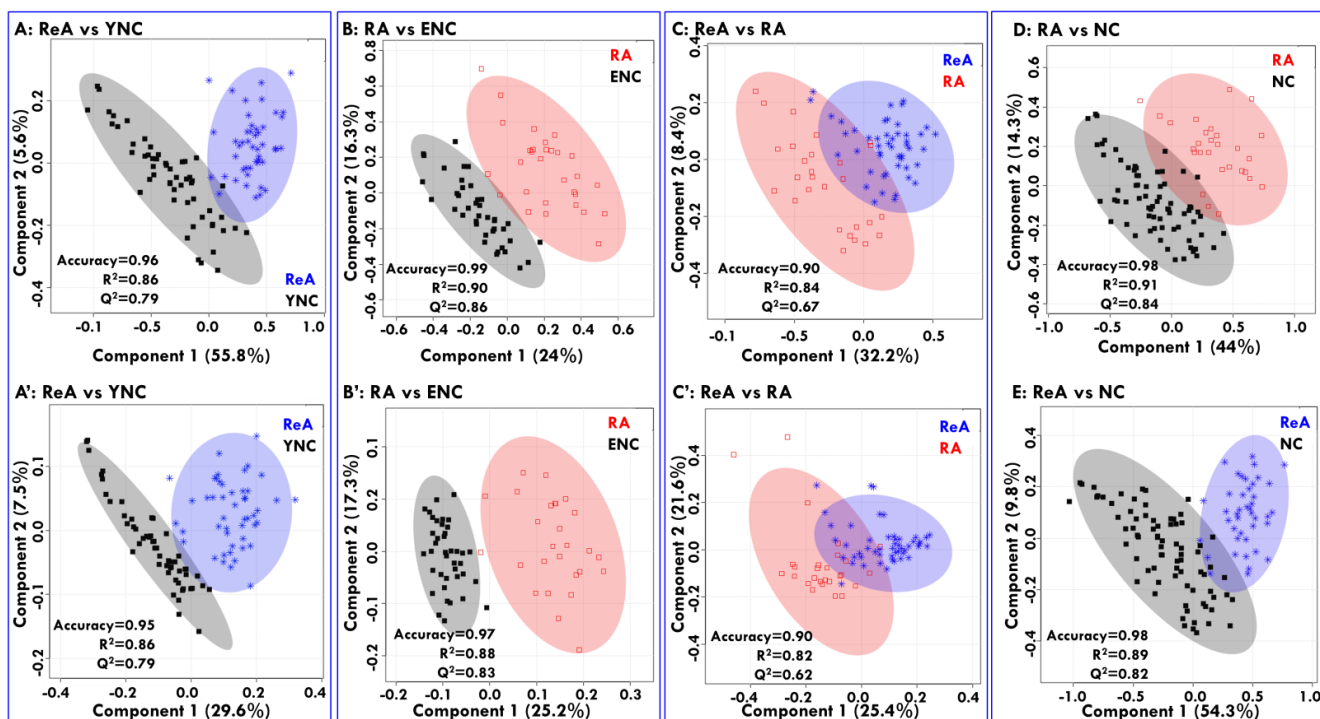 A: ReA vs YNC
Component 2 (5.6%)
0.2
0.0
-0.2
-0.4
Accuracy=0.96
R²=0.86
Q²=0.79
ReA
YNC
-0.1 -0.5 0.0 0.5 1.0
Component 1 (55.8%)
B: RA vs ENC
Component 2 (16.3%)
0.8
0.6
0.4
0.2
0.0
-0.2
-0.4
-0.6
RA
ENC
Accuracy=0.99
R²=0.90
Q²=0.86
-0.6 -0.4 -0.2 0.0 0.2 0.4 0.6
Component 1 (24%)
C: ReA vs RA
Component 2 (8.4%)
0.4
0.2
0.0
-0.2
-0.4
ReA
RA
Accuracy=0.90
R²=0.84
Q²=0.67
-0.1 -0.5 0.0 0.5
Component 1 (32.2%)
D: RA vs NC
Component 2 (14.3%)
0.6
0.4
0.2
0.0
-0.2
-0.4
-0.6
RA
NC
Accuracy=0.98
R²=0.91
Q²=0.84
-1.0 -0.5 0.0 0.5 1.0
Component 1 (44%)
A': ReA vs YNC
Component 2 (7.5%)
0.2
0.1
0.0
-0.1
-0.2
ReA
YNC
Accuracy=0.95
R²=0.86
Q²=0.79
-0.4 -0.2 0.0 0.2 0.4
Component 1 (29.6%)
B': RA vs ENC
Component 2 (17.3%)
0.1
0.2
0.0
-0.1
-0.2
RA
ENC
Accuracy=0.97
R²=0.88
Q²=0.83
-0.2 -0.1 0.0 0.1 0.2 0.3
Component 1 (25.2%)
C': ReA vs RA
Component 2 (21.6%)
0.4
0.2
0.0
-0.2
-0.4
ReA
RA
Accuracy=0.90
R²=0.82
Q²=0.62
-0.4 -0.2 0.0 0.2 0.4
Component 1 (25.4%)
E: ReA vs NC
Component 2 (9.8%)
0.4
0.2
0.0
-0.2
-0.4
ReA
NC
Accuracy=0.98
R²=0.89
Q²=0.82
-1.0 -0.5 0.0 0.5 1.0
Component 1 (54.3%)